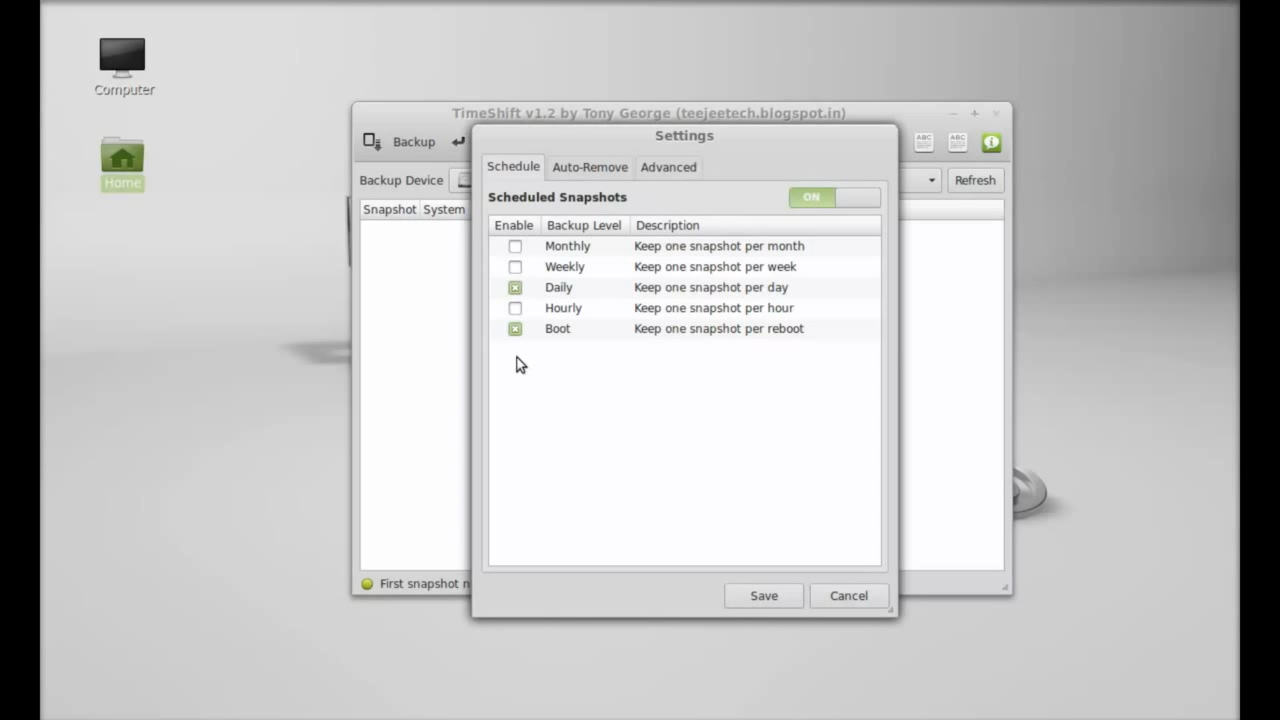 Computer
Home
TimeShift v1.2 by Tony George (teejeetech.blogspot.in)
Backup
ABC
ABC
Backup Device
Refresh
Snapshot System
First snapshot n
Settings
Schedule Auto-Remove Advanced
Scheduled Snapshots ON
Enable Backup Level Description
Monthly Keep one snapshot per month
Weekly Keep one snapshot per week
Daily Keep one snapshot per day
Hourly Keep one snapshot per hour
Boot Keep one snapshot per reboot
Save Cancel